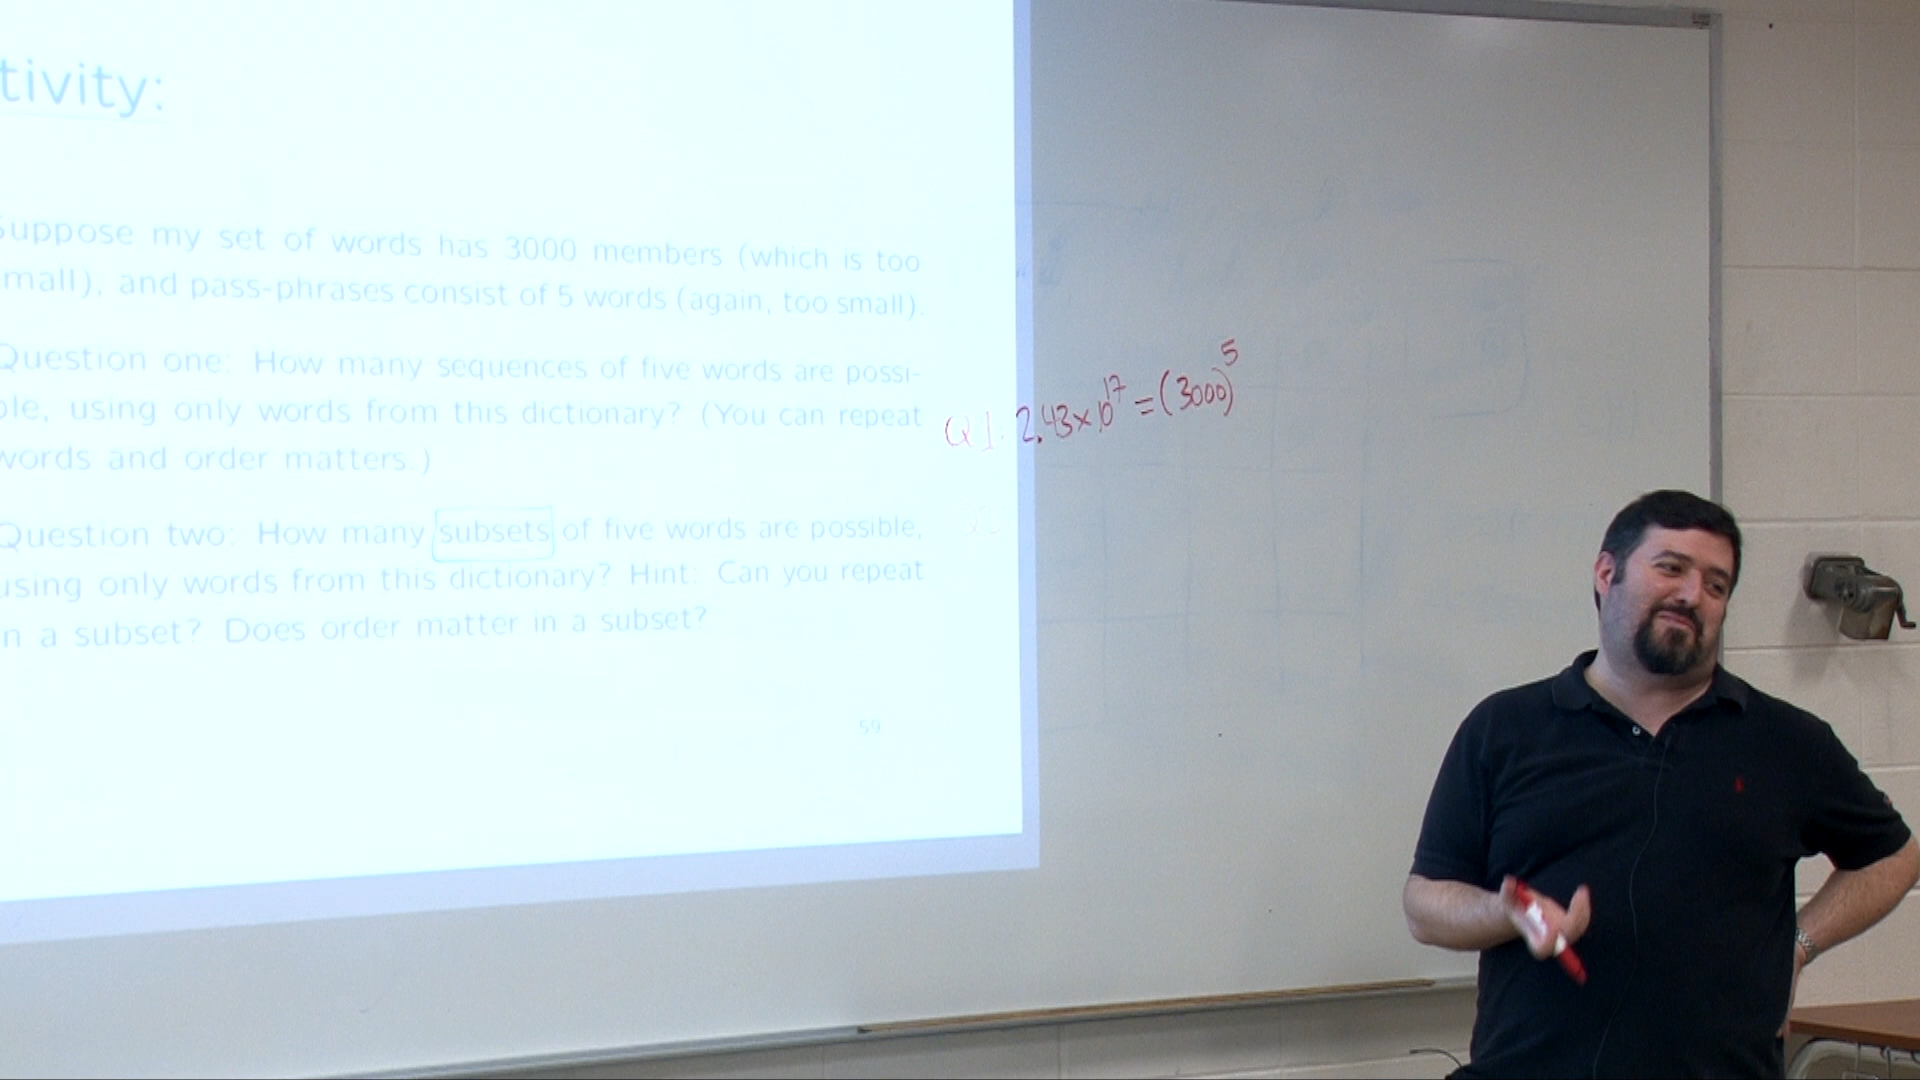 tivity:
Suppose my set of words has 3000 members (which is too
mall), and pass-phrases consist of 5 words (again, too small).
Question one: How many sequences of five words are possi-
ble, using only words from this dictionary? (You can repeat
words and order matters.)
Question two: How many subsets of five words are possible,
using only words from this dictionary? Hint: Can you repeat
in a subset? Does order matter in a subset?
59
Q1. 2.43×10^17 = (3000)^5